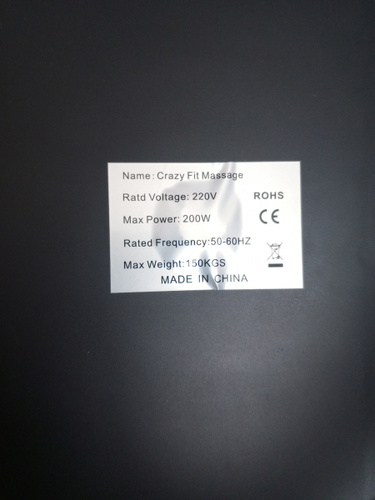 Name: Crazy Fit Massage
Ratd Voltage: 220V
ROHS
Max Power: 200W
CE
Rated Frequency:50-60HZ
Max Weight:150KGS
MADE IN CHINA